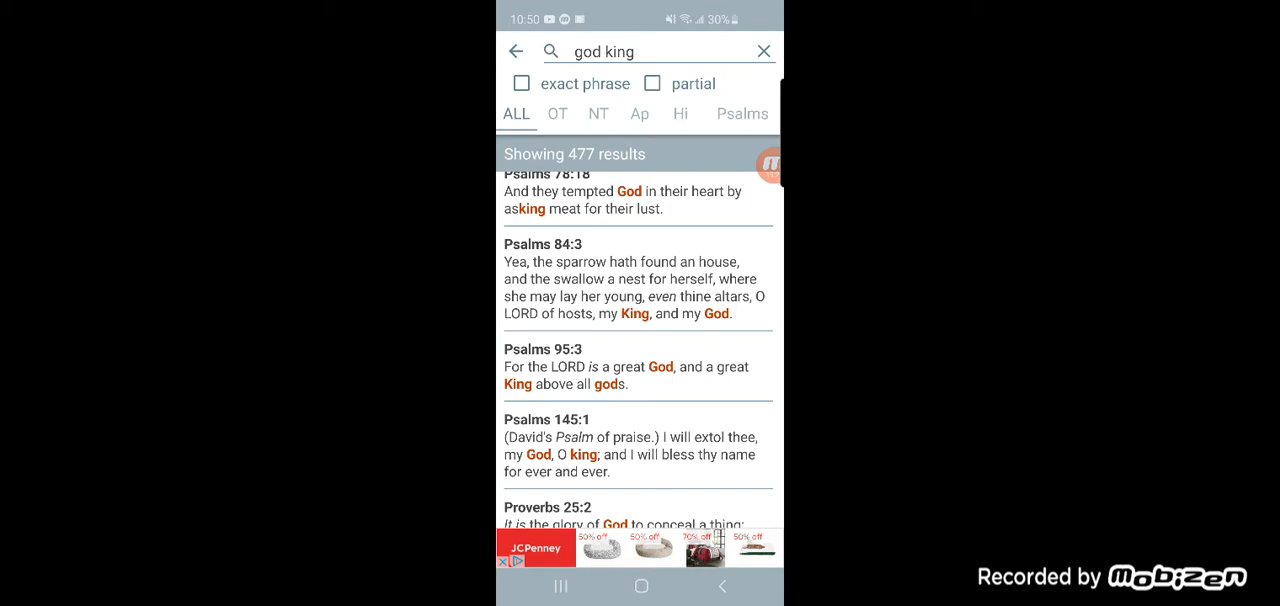 10:50
30%
god king
exact phrase
partial
ALL OT NT Ap Hi Psalms
Showing 477 results
Psalms 78:18
And they tempted God in their heart by
asking meat for their lust.
Psalms 84:3
Yea, the sparrow hath found an house,
and the swallow a nest for herself, where
she may lay her young, even thine altars, O
LORD of hosts, my King, and my God.
Psalms 95:3
For the LORD is a great God, and a great
King above all gods.
Psalms 145:1
(David's Psalm of praise.) I will extol thee,
my God, O king; and I will bless thy name
for ever and ever.
Proverbs 25:2
It is the glory of God to conceal a thing:
JCPenney
50% off 50% off 70% off 50% off
Recorded by Mobizen